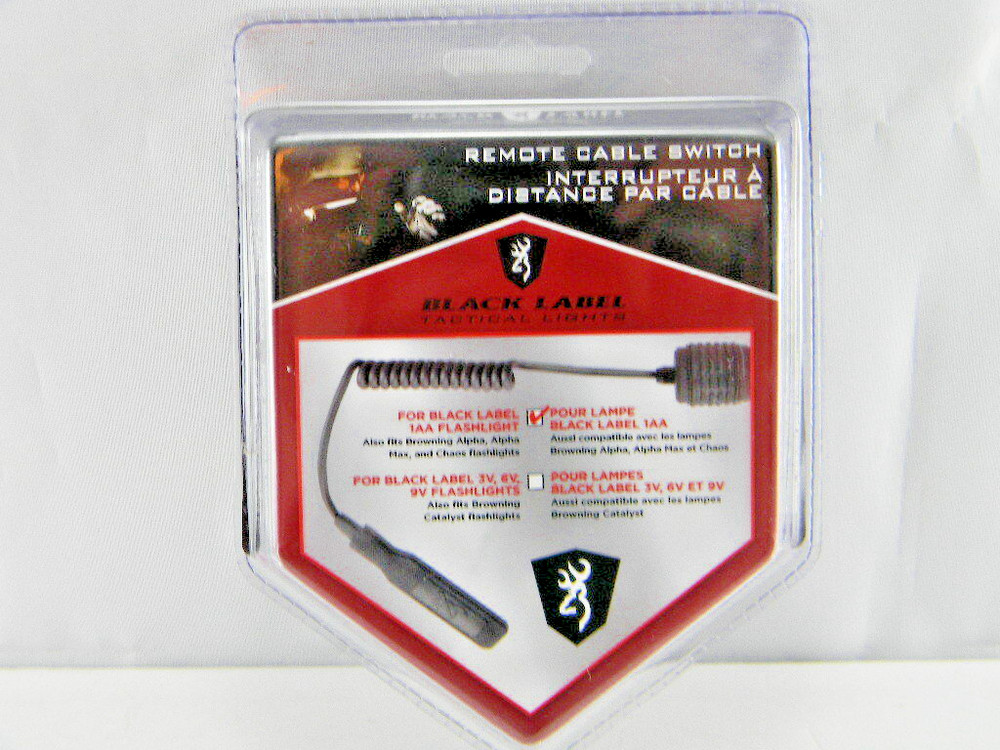 REMOTE CABLE SWITCH
INTERRUPTEUR À
DISTANCE PAR CÂBLE
BLACK LABEL
TACTICAL LIGHTS
FOR BLACK LABEL
1AA FLASHLIGHT
Also fits Browning Alpha, Alpha
Max, and Chaos flashlights
POUR LAMPE
BLACK LABEL 1AA
Aussi compatible avec les lampes
Browning Alpha, Alpha Max et Chaos
FOR BLACK LABEL 3V, 6V,
9V FLASHLIGHTS
Also fits Browning
Catalyst flashlights
POUR LAMPES
BLACK LABEL 3V, 6V ET 9V
Aussi compatible avec les lampes
Browning Catalyst